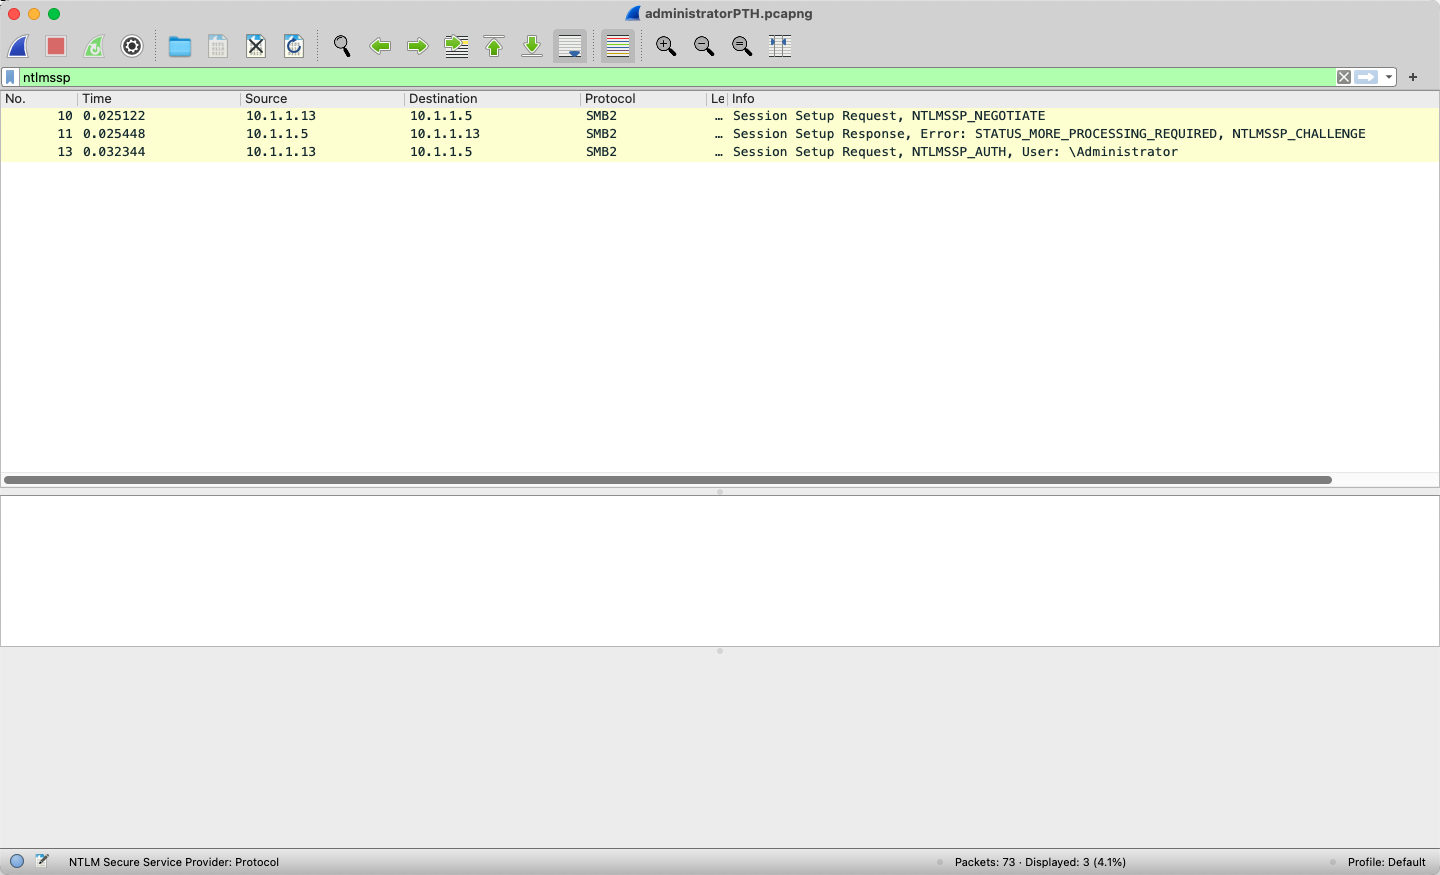 administratorPTH.pcapng
ntlmssp
+
No. Time Source Destination Protocol Le Info
10 0.025122 10.1.1.13 10.1.1.5 SMB2 … Session Setup Request, NTLMSSP_NEGOTIATE
11 0.025448 10.1.1.5 10.1.1.13 SMB2 … Session Setup Response, Error: STATUS_MORE_PROCESSING_REQUIRED, NTLMSSP_CHALLENGE
13 0.032344 10.1.1.13 10.1.1.5 SMB2 … Session Setup Request, NTLMSSP_AUTH, User: \Administrator
NTLM Secure Service Provider: Protocol Packets: 73 · Displayed: 3 (4.1%) Profile: Default